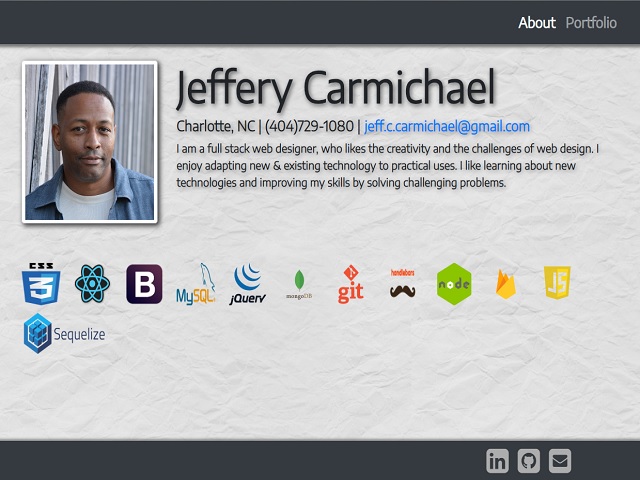 About Portfolio
Jeffery Carmichael
Charlotte, NC | (404)729-1080 | jeff.c.carmichael@gmail.com
I am a full stack web designer, who likes the creativity and the challenges of web design. I
enjoy adapting new & existing technology to practical uses. I like learning about new
technologies and improving my skills by solving challenging problems.
CSS
3
B
MySQL
jQuery
mongoDB
git
handlebars
node
JS
Sequelize
in